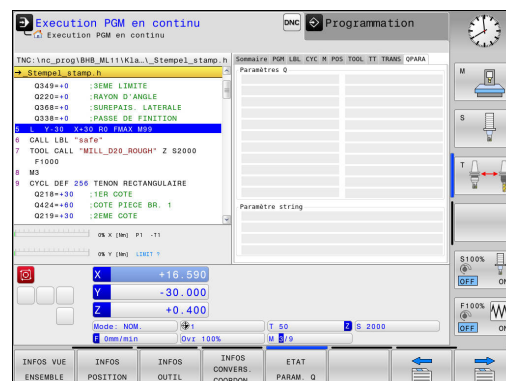 Execution PGM en continu
Execution PGM en continu
DNC
Programmation
TNC:\nc_prog\BHB_ML11\Kla…\_Stempel_stamp.h
→_Stempel_stamp.h
Q349=+0 ;3EME LIMITE
Q220=+0 ;RAYON D'ANGLE
Q368=+0 ;SUREPAIS. LATERALE
Q338=+0 ;PASSE DE FINITION
5 L Y-30 X+30 R0 FMAX M99
6 CALL LBL "safe"
7 TOOL CALL "MILL_D20_ROUGH" Z S2000
F1000
8 M3
9 CYCL DEF 256 TENON RECTANGULAIRE
Q218=+30 ;1ER COTE
Q424=+60 ;COTE PIECE BR. 1
Q219=+30 ;2EME COTE
Sommaire PGM LBL CYC M POS TOOL TT TRANS QPARA
Paramètres Q
Paramètre string
0% X [Nm] P1 -T1
0% Y [Nm] LIMIT Y
X +16.590
Y -30.000
Z +0.400
Mode: NOM. 1 T 50 Z S 2000
F 0mm/min Ovr 100% M 3/9
M
S
T
S100%
OFF ON
F100%
OFF ON
INFOS VUE ENSEMBLE
INFOS POSITION
INFOS OUTIL
INFOS CONVERS. COORDON.
ETAT PARAM. Q